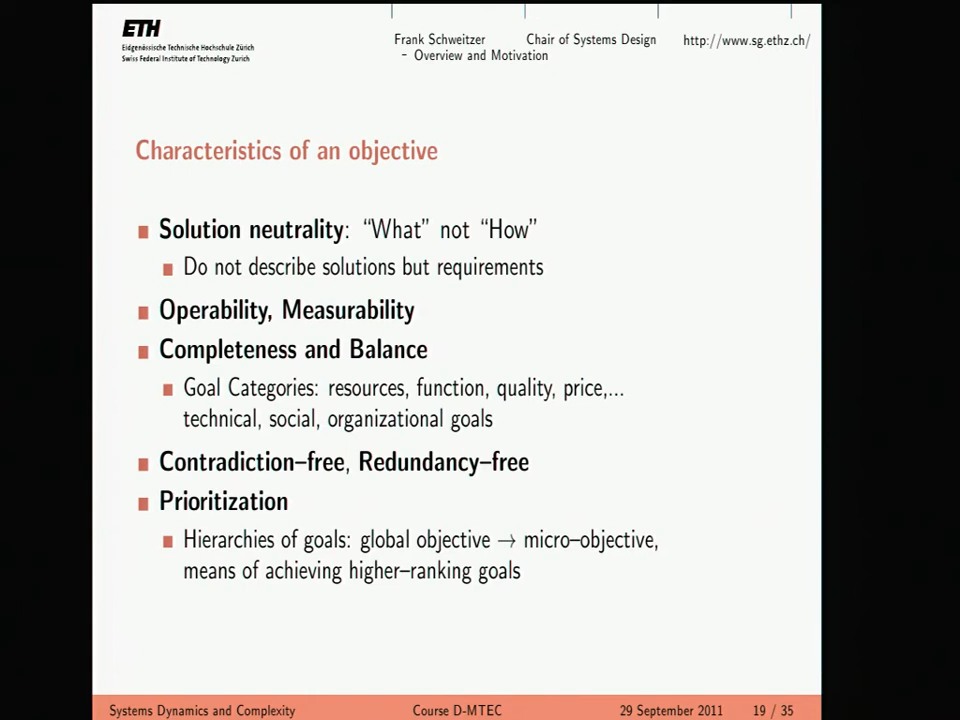 ETH
Eidgenössische Technische Hochschule Zürich
Swiss Federal Institute of Technology Zurich
Frank Schweitzer Chair of Systems Design http://www.sg.ethz.ch/
– Overview and Motivation
Characteristics of an objective
Solution neutrality: “What” not “How”
Do not describe solutions but requirements
Operability, Measurability
Completeness and Balance
Goal Categories: resources, function, quality, price,...
technical, social, organizational goals
Contradiction–free, Redundancy–free
Prioritization
Hierarchies of goals: global objective → micro–objective,
means of achieving higher–ranking goals
Systems Dynamics and Complexity Course D-MTEC 29 September 2011 19 / 35